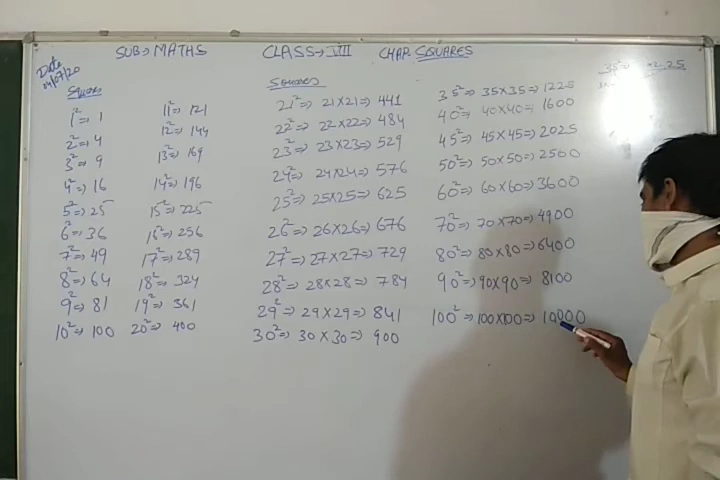 SUB→ MATHS CLASS→ VIII CHAP. SQUARES
Date
04/07/20
Squares
1²⇒ 1
2²⇒ 4
3²⇒ 9
4²⇒ 16
5²⇒ 25
6²⇒ 36
7²⇒ 49
8²⇒ 64
9²⇒ 81
10²⇒ 100
11²⇒ 121
12²⇒ 144
13²⇒ 169
14²⇒ 196
15²⇒ 225
16²⇒ 256
17²⇒ 289
18²⇒ 324
19²⇒ 361
20²⇒ 400
SQUARES
21²⇒ 21×21⇒ 441
22²⇒ 22×22⇒ 484
23²⇒ 23×23⇒ 529
24²⇒ 24×24⇒ 576
25²⇒ 25×25⇒ 625
26²⇒ 26×26⇒ 676
27²⇒ 27×27⇒ 729
28²⇒ 28×28⇒ 784
29²⇒ 29×29⇒ 841
30²⇒ 30×30⇒ 900
35²⇒ 35×35⇒ 1225
40²⇒ 40×40⇒ 1600
45²⇒ 45×45⇒ 2025
50²⇒ 50×50⇒ 2500
60²⇒ 60×60⇒ 3600
70²⇒ 70×70⇒ 4900
80²⇒ 80×80⇒ 6400
90²⇒ 90×90⇒ 8100
100²⇒ 100×100⇒ 10000
35²⇒ 25